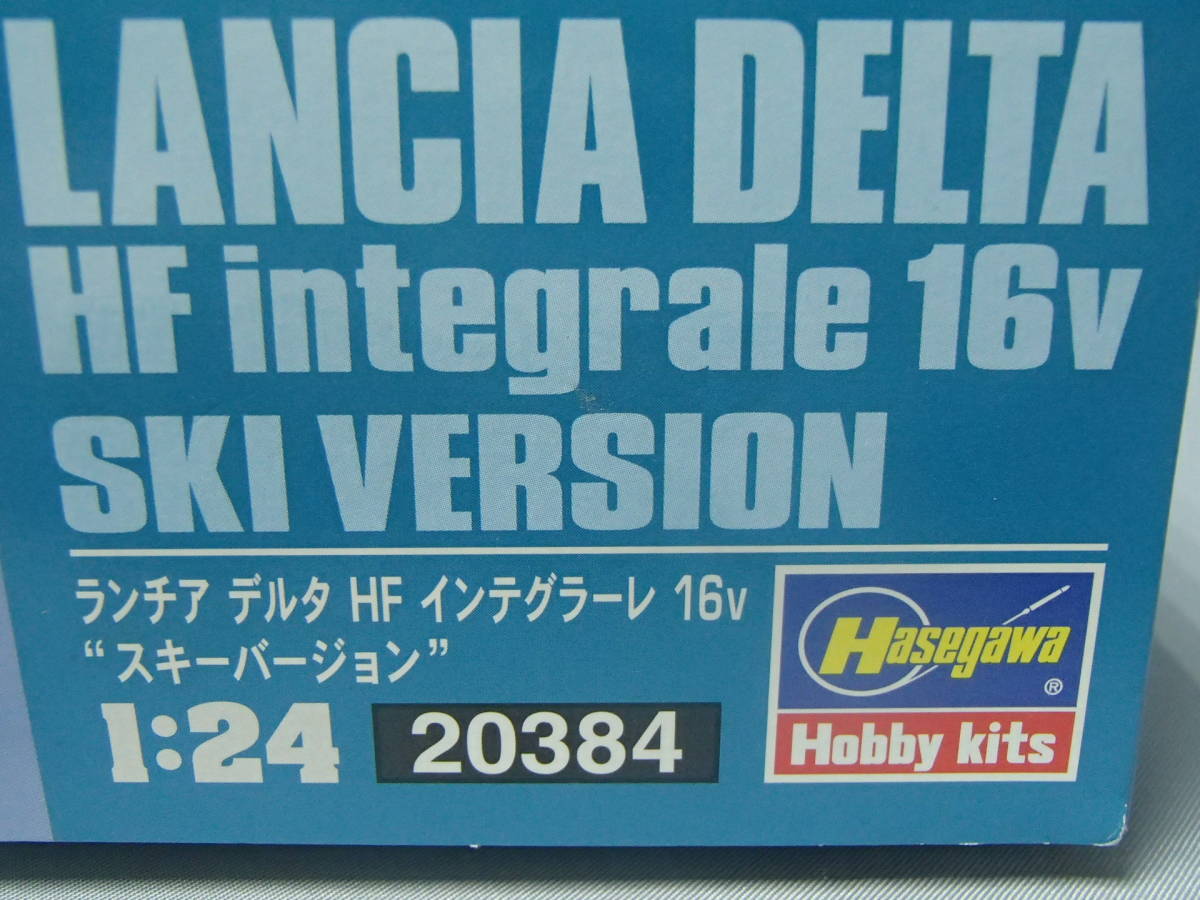 LANCIA DELTA
HF integrale 16v
SKI VERSION
ランチア デルタ HF インテグラーレ 16v
“スキーバージョン”
1:24 20384
Hasegawa ®
Hobby kits